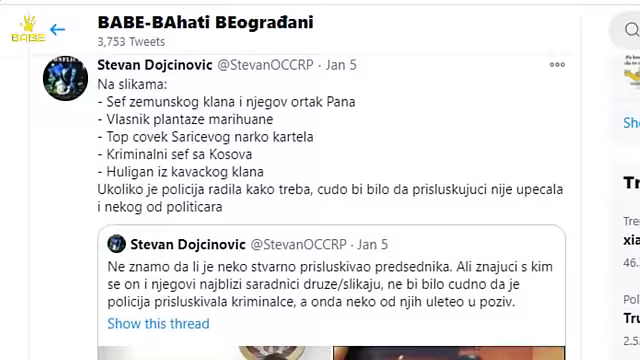 BABE
BABE-BAhati BEograđani
3,753 Tweets
Stevan Dojcinovic @StevanOCCRP · Jan 5
Na slikama:
- Sef zemunskog klana i njegov ortak Pana
- Vlasnik plantaze marihuane
- Top covek Saricevog narko kartela
- Kriminalni sef sa Kosova
- Huligan iz kavackog klana
Ukoliko je policija radila kako treba, cudo bi bilo da prisluskujuci nije upecala
i nekog od politicara
Stevan Dojcinovic @StevanOCCRP · Jan 5
Ne znamo da li je neko stvarno prisluskivao predsednika. Ali znajuci s kim
se on i njegovi najblizi saradnici druze/slikaju, ne bi bilo cudno da je
policija prisluskivala kriminalce, a onda neko od njih uleteo u poziv.
Show this thread
Sh
Tr
Tre
xia
46.
Pol
Tru
2.5